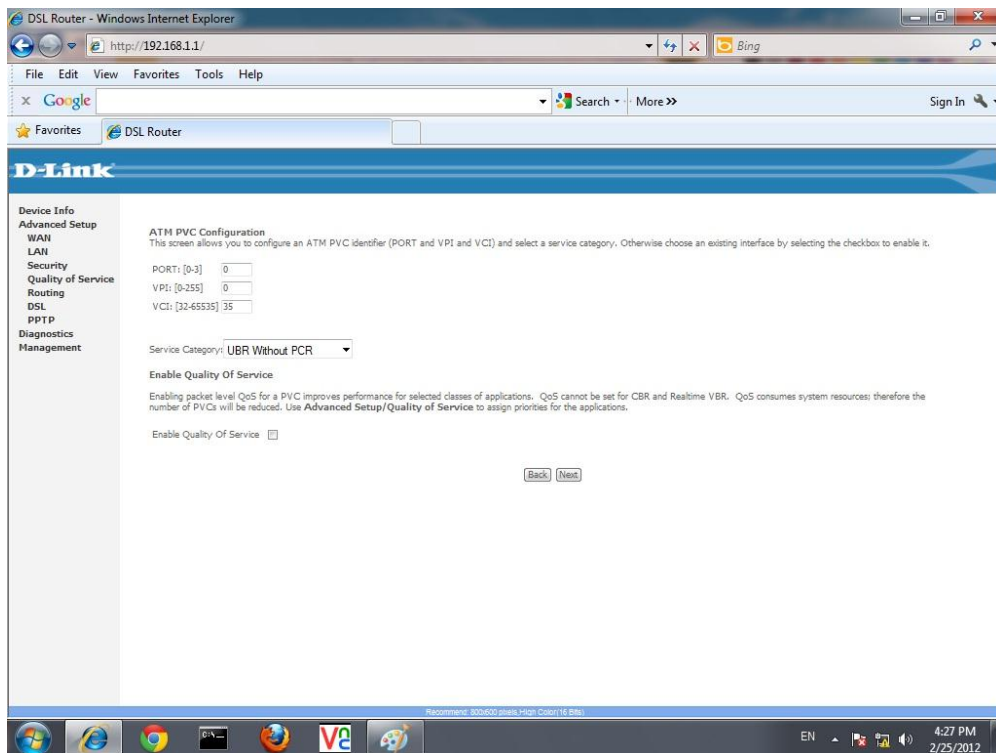 DSL Router - Windows Internet Explorer
http://192.168.1.1/
Bing
File Edit View Favorites Tools Help
x Google
Search
More >>
Sign In
Favorites
DSL Router
D-Link
Device Info
Advanced Setup
WAN
LAN
Security
Quality of Service
Routing
DSL
PPTP
Diagnostics
Management
ATM PVC Configuration
This screen allows you to configure an ATM PVC identifier (PORT and VPI and VCI) and select a service category. Otherwise choose an existing interface by selecting the checkbox to enable it.
PORT: [0-3] 0
VPI: [0-255] 0
VCI: [32-65535] 35
Service Category: UBR Without PCR
Enable Quality Of Service
Enabling packet level QoS for a PVC improves performance for selected classes of applications. QoS cannot be set for CBR and Realtime VBR. QoS consumes system resources; therefore the
number of PVCs will be reduced. Use Advanced Setup/Quality of Service to assign priorities for the applications.
Enable Quality Of Service
Back Next
Recommend: 800x600 pixels,High Color(16 Bits)
EN
4:27 PM
2/25/2012